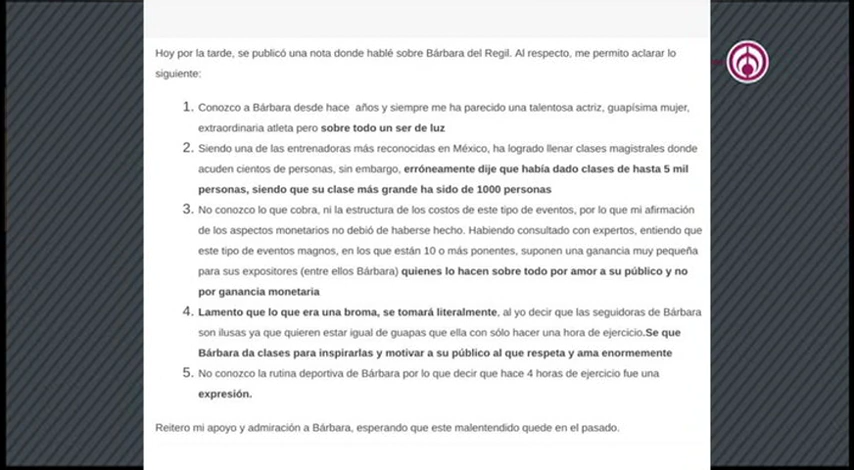 Hoy por la tarde, se publicó una nota donde hablé sobre Bárbara del Regil. Al respecto, me permito aclarar lo
siguiente:
1. Conozco a Bárbara desde hace años y siempre me ha parecido una talentosa actriz, guapísima mujer,
extraordinaria atleta pero sobre todo un ser de luz
2. Siendo una de las entrenadoras más reconocidas en México, ha logrado llenar clases magistrales donde
acuden cientos de personas, sin embargo, erróneamente dije que había dado clases de hasta 5 mil
personas, siendo que su clase más grande ha sido de 1000 personas
3. No conozco lo que cobra, ni la estructura de los costos de este tipo de eventos, por lo que mi afirmación
de los aspectos monetarios no debió de haberse hecho. Habiendo consultado con expertos, entiendo que
este tipo de eventos magnos, en los que están 10 o más ponentes, suponen una ganancia muy pequeña
para sus expositores (entre ellos Bárbara) quienes lo hacen sobre todo por amor a su público y no
por ganancia monetaria
4. Lamento que lo que era una broma, se tomará literalmente, al yo decir que las seguidoras de Bárbara
son ilusas ya que quieren estar igual de guapas que ella con sólo hacer una hora de ejercicio.Se que
Bárbara da clases para inspirarlas y motivar a su público al que respeta y ama enormemente
5. No conozco la rutina deportiva de Bárbara por lo que decir que hace 4 horas de ejercicio fue una
expresión.
Reitero mi apoyo y admiración a Bárbara, esperando que este malentendido quede en el pasado.